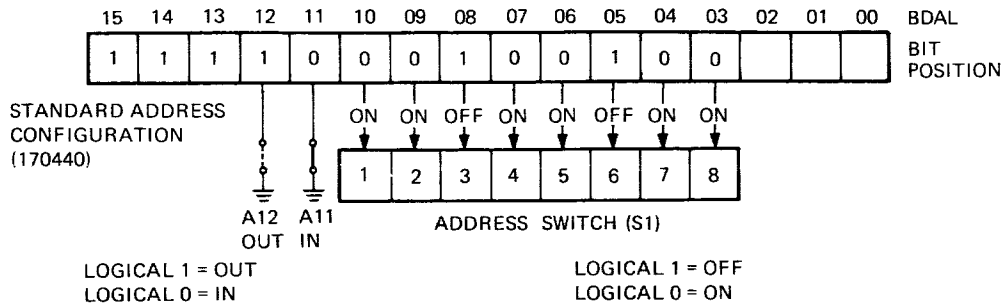 15 14 13 12 11 10 09 08 07 06 05 04 03 02 01 00 BDAL
1 1 1 1 0 0 0 1 0 0 1 0 0 BIT
POSITION
STANDARD ADDRESS
CONFIGURATION
(170440)
ON ON OFF ON ON OFF ON ON
1 2 3 4 5 6 7 8
A12 A11
OUT IN
ADDRESS SWITCH (S1)
LOGICAL 1 = OUT
LOGICAL 0 = IN
LOGICAL 1 = OFF
LOGICAL 0 = ON